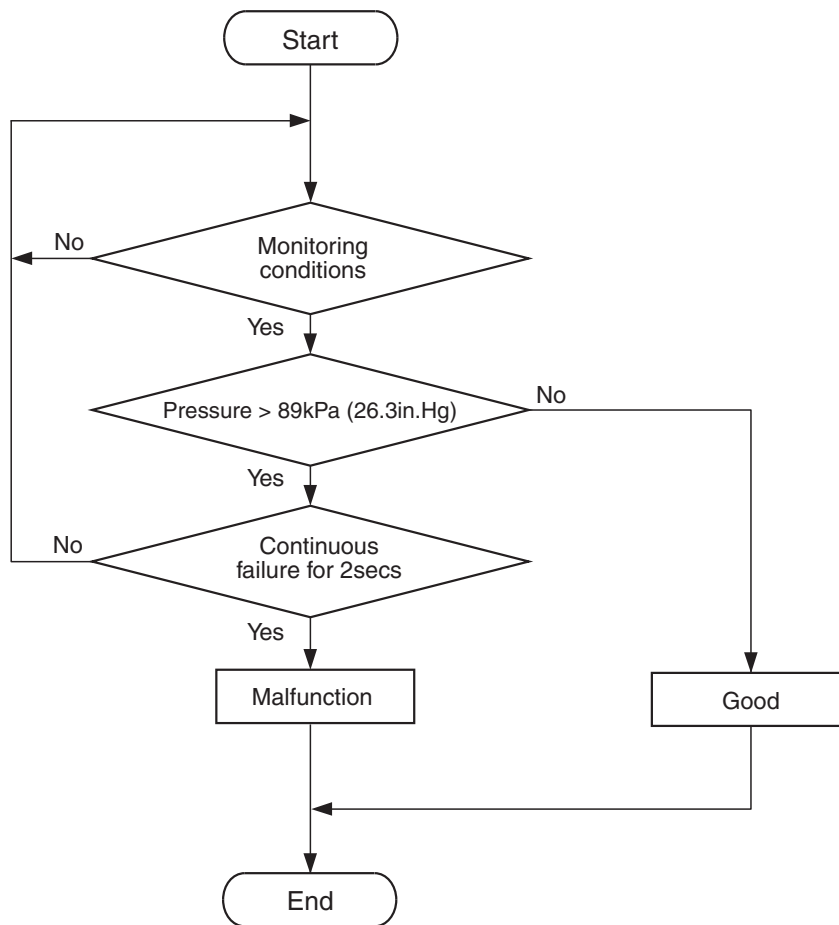 Start
No
Monitoring
conditions
Yes
Pressure > 89kPa (26.3in.Hg)
No
Yes
No
Continuous
failure for 2secs
Yes
Malfunction
Good
End